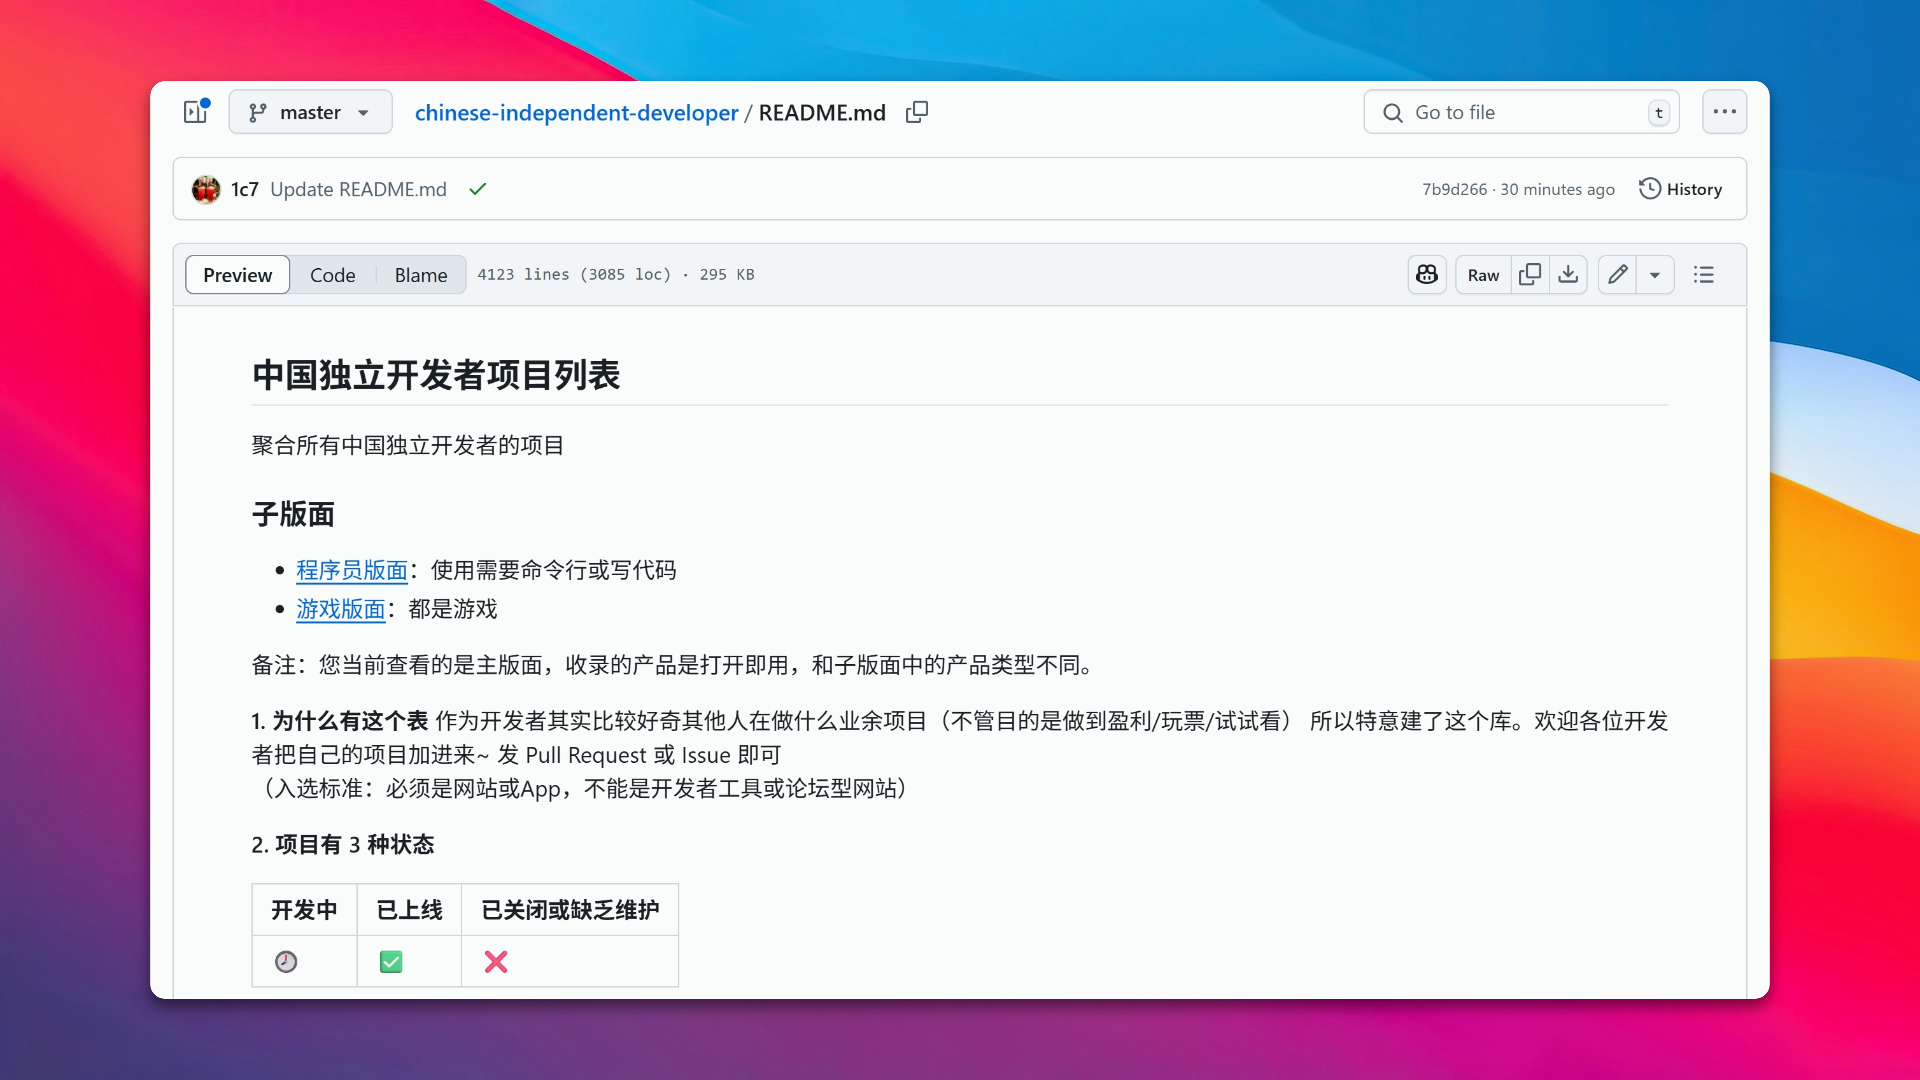 master
chinese-independent-developer / README.md
Go to file
t
1c7 Update README.md
7b9d266 · 30 minutes ago
History
Preview
Code
Blame
4123 lines (3085 loc) · 295 KB
Raw
中国独立开发者项目列表
聚合所有中国独立开发者的项目
子版面
程序员版面：使用需要命令行或写代码
游戏版面：都是游戏
备注：您当前查看的是主版面，收录的产品是打开即用，和子版面中的产品类型不同。
1. 为什么有这个表 作为开发者其实比较好奇其他人在做什么业余项目（不管目的是做到盈利/玩票/试试看） 所以特意建了这个库。欢迎各位开发
者把自己的项目加进来~ 发 Pull Request 或 Issue 即可
（入选标准：必须是网站或App，不能是开发者工具或论坛型网站）
2. 项目有 3 种状态
开发中 已上线 已关闭或缺乏维护